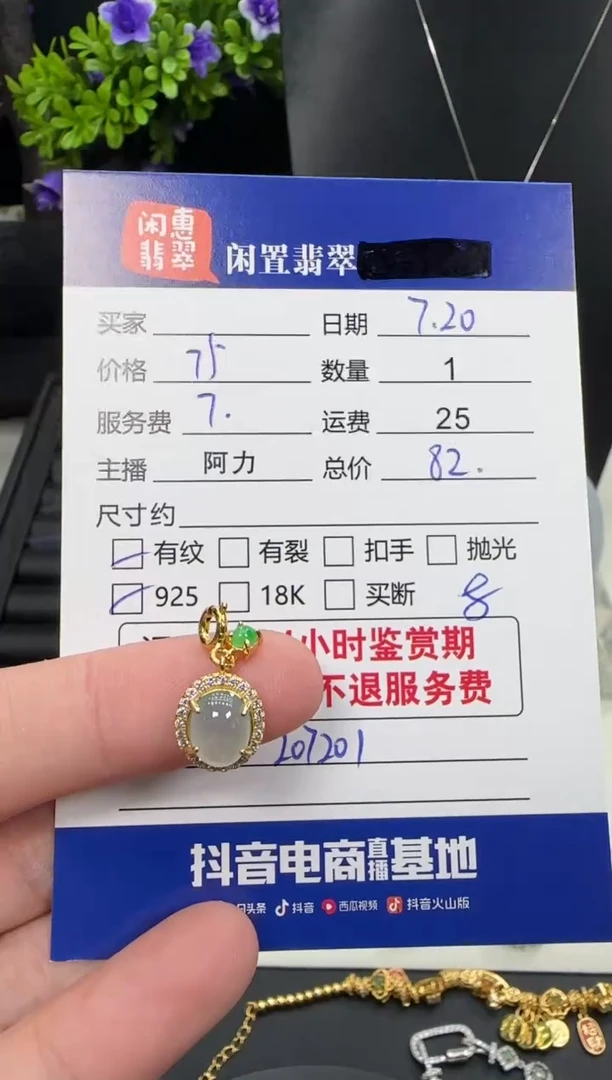 闲惠
翡翠
闲置翡翠
买家 日期 7.20
价格 75 数量 1
服务费 7. 运费 25
主播 阿力 总价 82.
尺寸约
有纹 有裂 扣手 抛光
925 18K 买断 8
小时鉴赏期
不退服务费
207201
抖音电商直播基地
头条 抖音 西瓜视频 抖音火山版